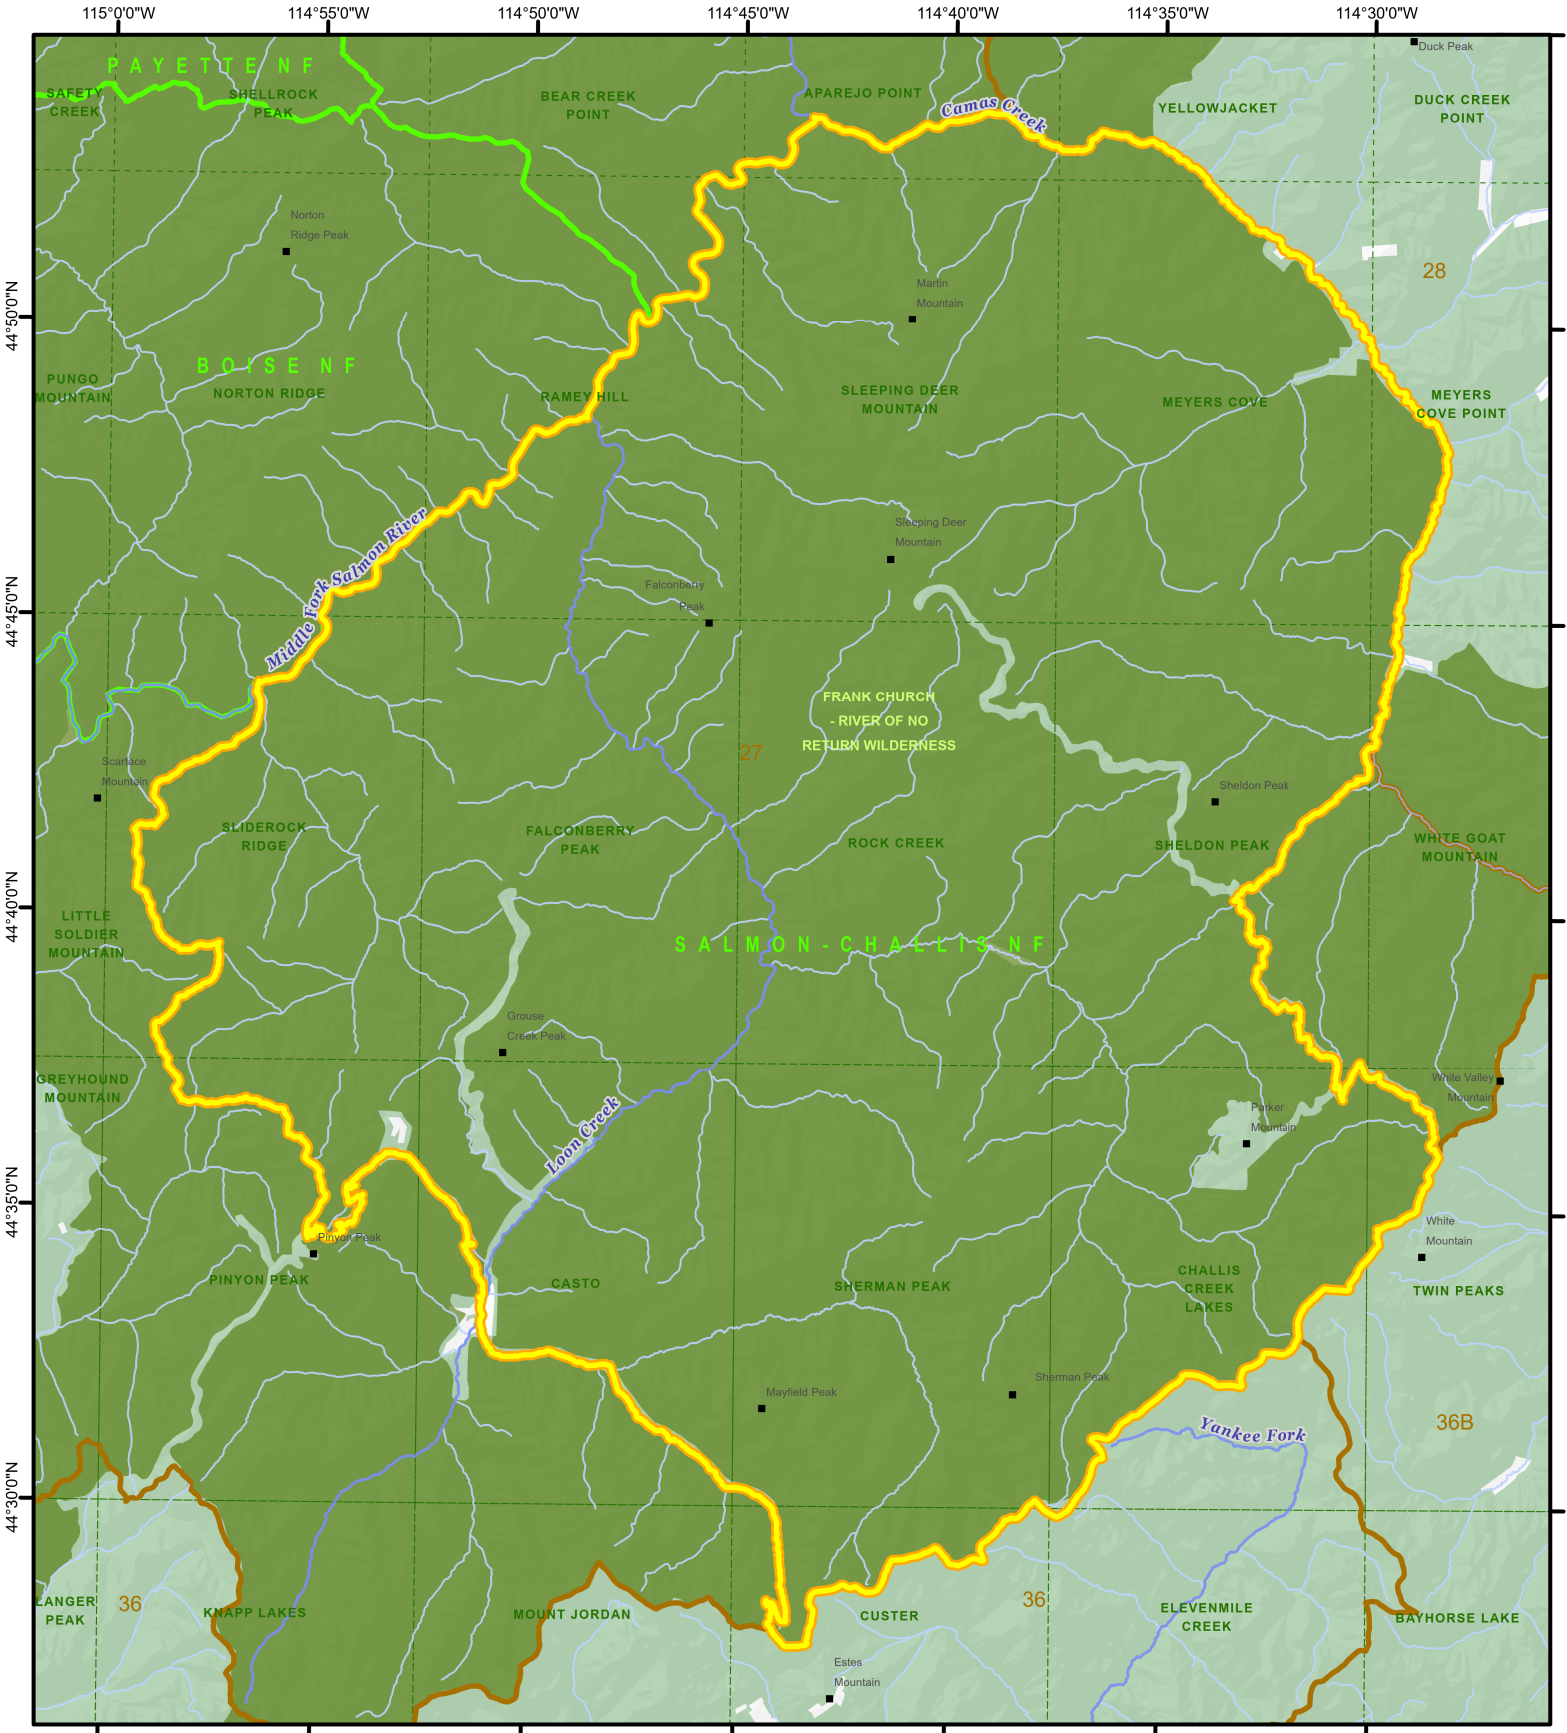 115°0'0"W
114°55'0"W
114°50'0"W
114°45'0"W
114°40'0"W
114°35'0"W
114°30'0"W
Duck Peak
PAYETTE NF
SAFETY
CREEK
SHELLROCK
PEAK
BEAR CREEK
POINT
APAREJO POINT
Camas Creek
YELLOWJACKET
DUCK CREEK
POINT
Norton
Ridge Peak
28
Martin
Mountain
44°50'0"N
BOISE NF
PUNGO
MOUNTAIN
NORTON RIDGE
RAMEY HILL
SLEEPING DEER
MOUNTAIN
MEYERS COVE
MEYERS
COVE POINT
Middle Fork Salmon River
Sleeping Deer
Mountain
Falconberry
Peak
44°45'0"N
FRANK CHURCH
- RIVER OF NO
RETURN WILDERNESS
27
Scarface
Mountain
Sheldon Peak
SLIDEROCK
RIDGE
FALCONBERRY
PEAK
ROCK CREEK
SHELDON PEAK
WHITE GOAT
MOUNTAIN
44°40'0"N
LITTLE
SOLDIER
MOUNTAIN
SALMON-CHALLIS NF
Grouse
Creek Peak
GREYHOUND
MOUNTAIN
White Valley
Mountain
Parker
Mountain
Loon Creek
44°35'0"N
Pinyon Peak
White
Mountain
PINYON PEAK
CASTO
SHERMAN PEAK
CHALLIS
CREEK
LAKES
TWIN PEAKS
Mayfield Peak
Sherman Peak
36B
Yankee Fork
44°30'0"N
LANGER
PEAK
36
KNAPP LAKES
MOUNT JORDAN
CUSTER
36
ELEVENMILE
CREEK
BAYHORSE LAKE
Estes
Mountain